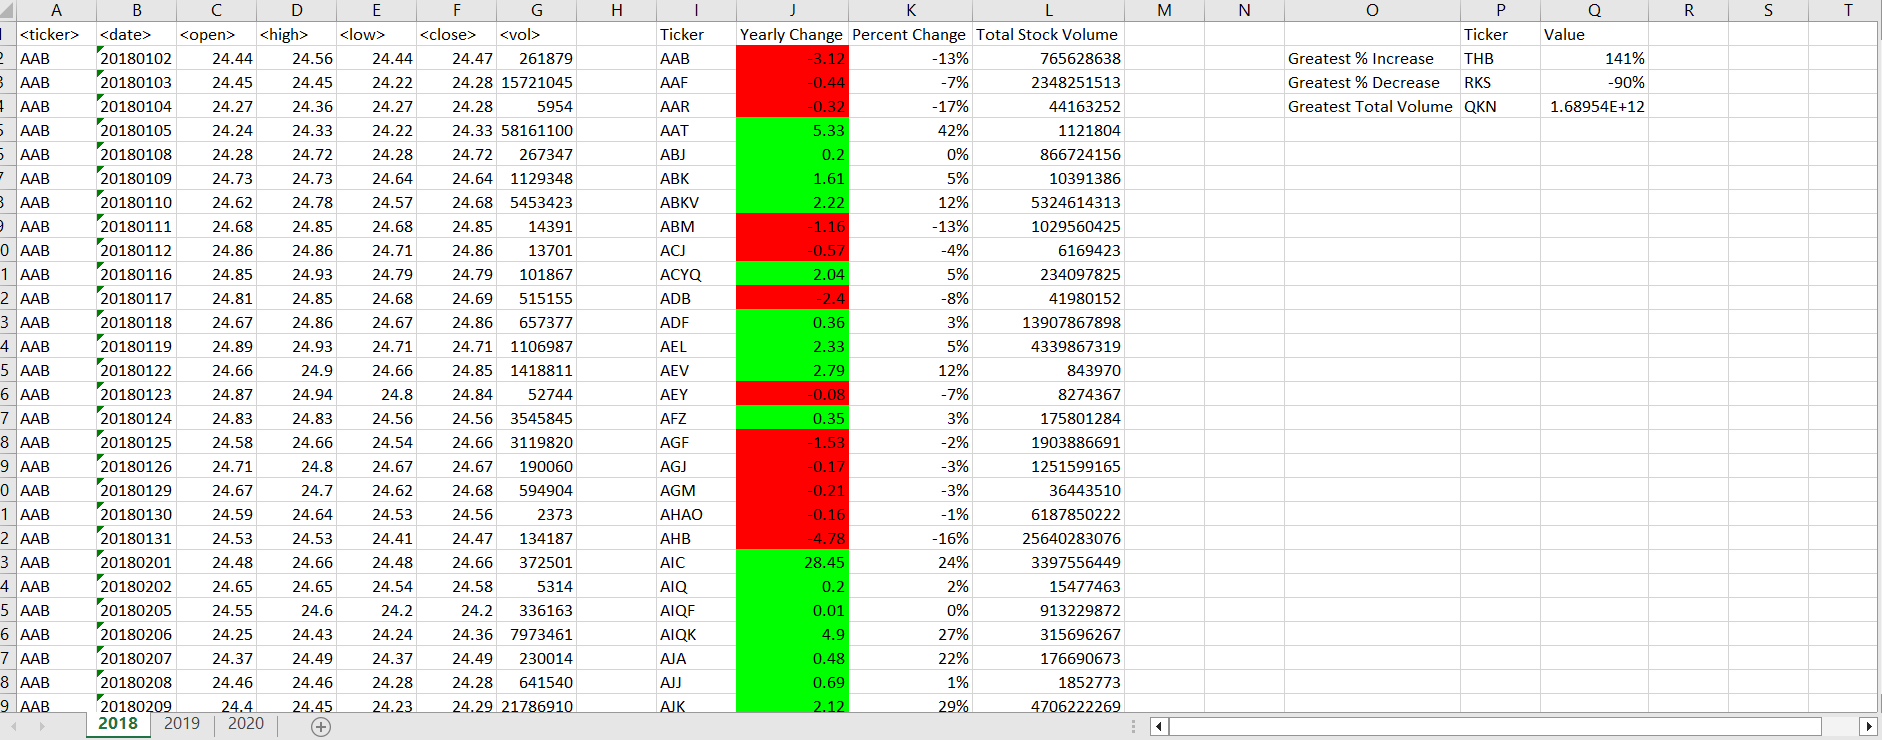 A B C D E F G H I J K L M N O P Q R S T
<ticker> <date> <open> <high> <low> <close> <vol> Ticker Yearly Change Percent Change Total Stock Volume Ticker Value
2 AAB 20180102 24.44 24.56 24.44 24.47 261879 AAB -3.12 -13% 765628638 Greatest % Increase THB 141%
3 AAB 20180103 24.45 24.45 24.22 24.28 15721045 AAF -0.44 -7% 2348251513 Greatest % Decrease RKS -90%
4 AAB 20180104 24.27 24.36 24.27 24.28 5954 AAR -0.32 -17% 44163252 Greatest Total Volume QKN 1.68954E+12
5 AAB 20180105 24.24 24.33 24.22 24.33 58161100 AAT 5.33 42% 1121804
6 AAB 20180108 24.28 24.72 24.28 24.72 267347 ABJ 0.2 0% 866724156
7 AAB 20180109 24.73 24.73 24.64 24.64 1129348 ABK 1.61 5% 10391386
8 AAB 20180110 24.62 24.78 24.57 24.68 5453423 ABKV 2.22 12% 5324614313
9 AAB 20180111 24.68 24.85 24.68 24.85 14391 ABM -1.16 -13% 1029560425
0 AAB 20180112 24.86 24.86 24.71 24.86 13701 ACJ -0.57 -4% 6169423
1 AAB 20180116 24.85 24.93 24.79 24.79 101867 ACYQ 2.04 5% 234097825
2 AAB 20180117 24.81 24.85 24.68 24.69 515155 ADB -2.4 -8% 41980152
3 AAB 20180118 24.67 24.86 24.67 24.86 657377 ADF 0.36 3% 13907867898
4 AAB 20180119 24.89 24.93 24.71 24.71 1106987 AEL 2.33 5% 4339867319
5 AAB 20180122 24.66 24.9 24.66 24.85 1418811 AEV 2.79 12% 843970
6 AAB 20180123 24.87 24.94 24.8 24.84 52744 AEY -0.08 -7% 8274367
7 AAB 20180124 24.83 24.83 24.56 24.56 3545845 AFZ 0.35 3% 175801284
8 AAB 20180125 24.58 24.66 24.54 24.66 3119820 AGF -1.53 -2% 1903886691
9 AAB 20180126 24.71 24.8 24.67 24.67 190060 AGJ -0.17 -3% 1251599165
0 AAB 20180129 24.67 24.7 24.62 24.68 594904 AGM -0.21 -3% 36443510
1 AAB 20180130 24.59 24.64 24.53 24.56 2373 AHAO -0.16 -1% 6187850222
2 AAB 20180131 24.53 24.53 24.41 24.47 134187 AHB -4.78 -16% 25640283076
3 AAB 20180201 24.48 24.66 24.48 24.66 372501 AIC 28.45 24% 3397556449
4 AAB 20180202 24.65 24.65 24.54 24.58 5314 AIQ 0.2 2% 15477463
5 AAB 20180205 24.55 24.6 24.2 24.2 336163 AIQF 0.01 0% 913229872
6 AAB 20180206 24.25 24.43 24.24 24.36 7973461 AIQK 4.9 27% 315696267
7 AAB 20180207 24.37 24.49 24.37 24.49 230014 AJA 0.48 22% 176690673
8 AAB 20180208 24.46 24.46 24.28 24.28 641540 AJJ 0.69 1% 1852773
9 AAB 20180209 24.4 24.45 24.23 24.29 21786910 AJK 2.12 29% 4706222269
2018 2019 2020